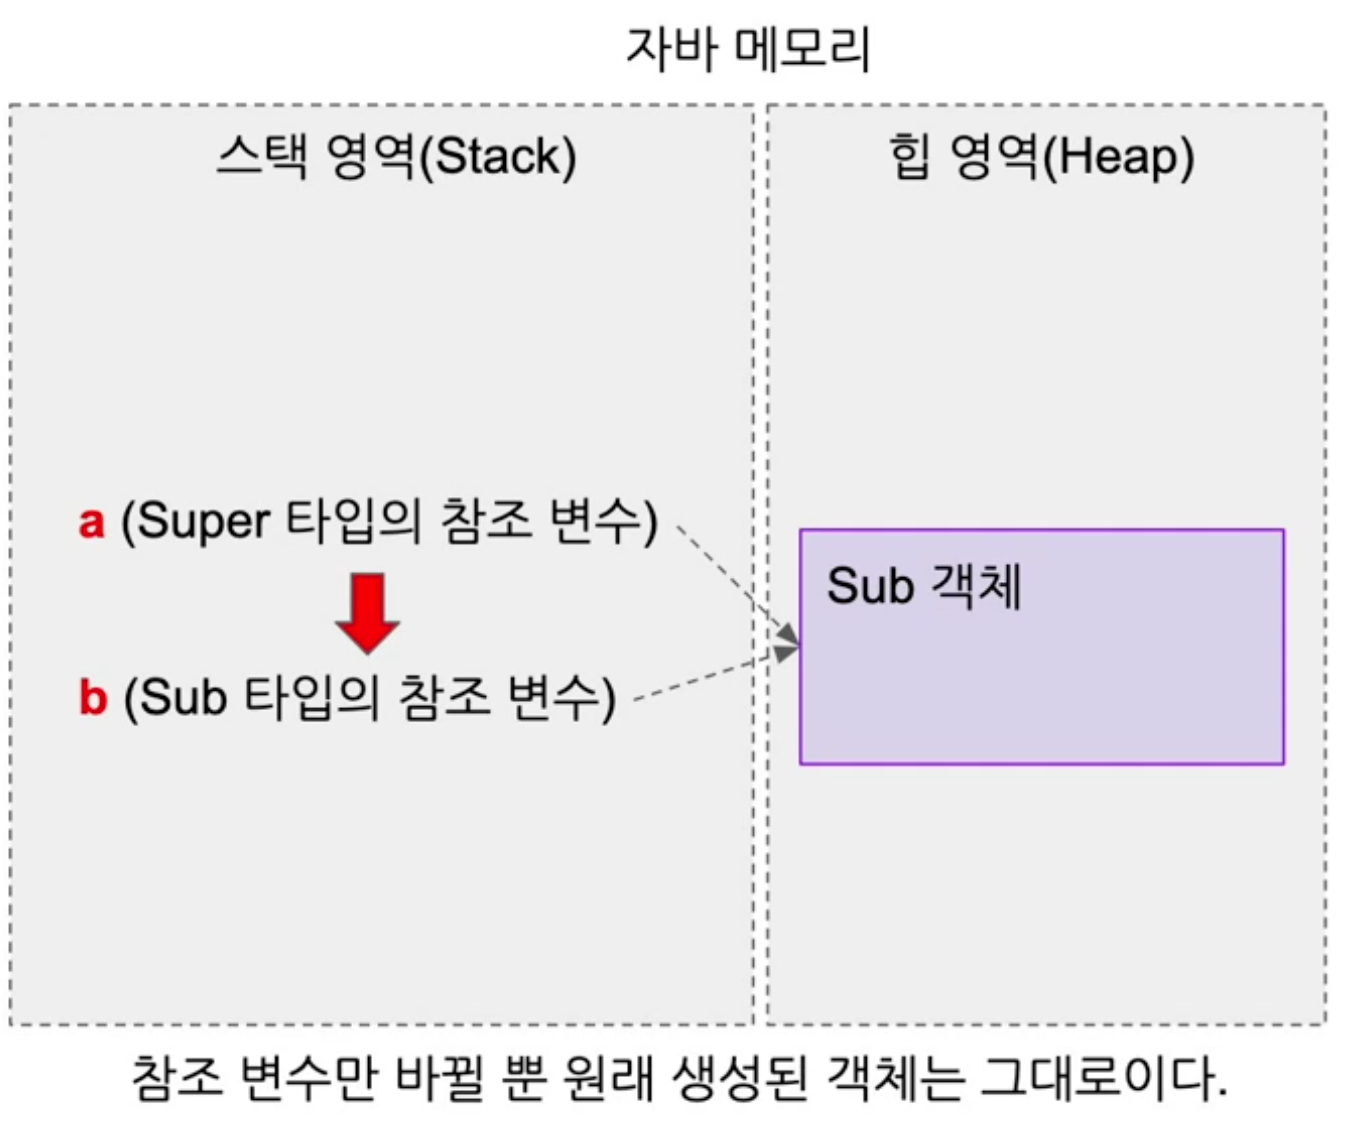 자바 메모리
스택 영역(Stack)
힙 영역(Heap)
a (Super 타입의 참조 변수)
Sub 객체
b (Sub 타입의 참조 변수)
참조 변수만 바뀔 뿐 원래 생성된 객체는 그대로이다.